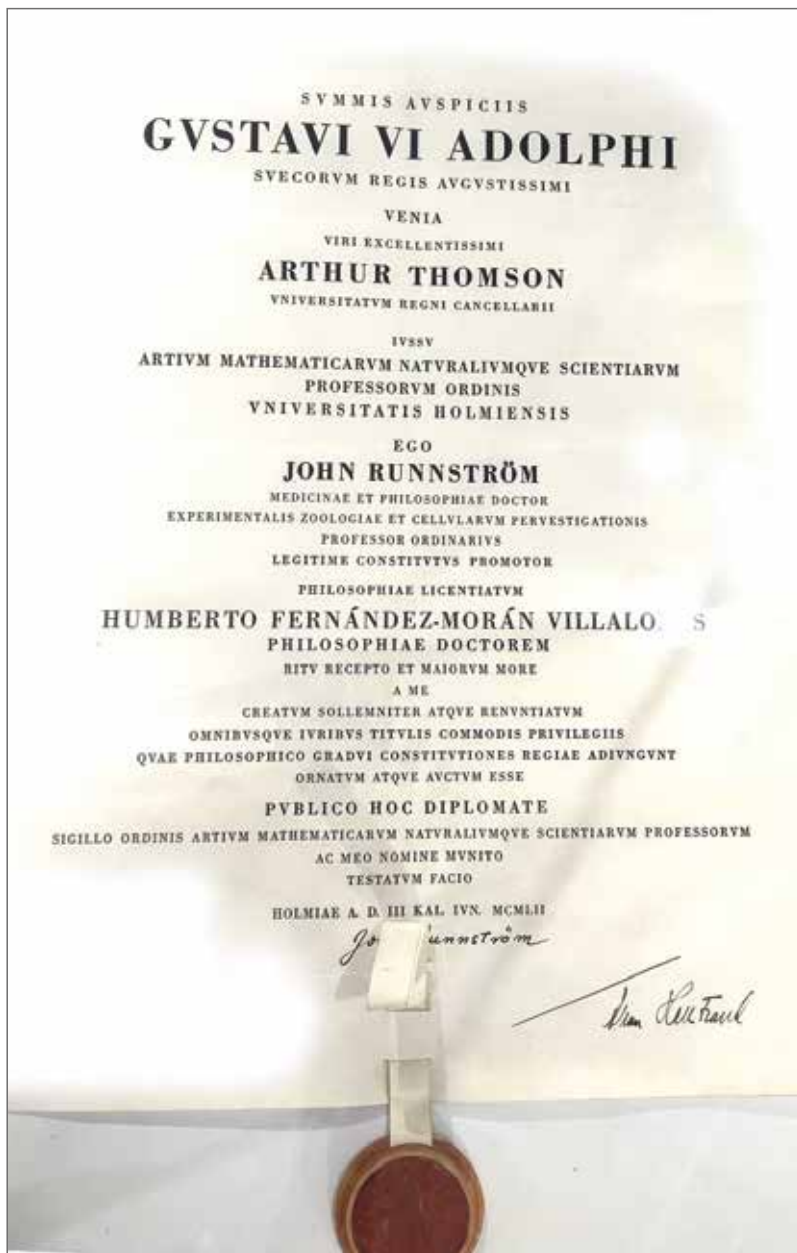 SVMMIS AVSPICIIS
GVSTAVI VI ADOLPHI
SVECORVM REGIS AVGVSTISSIMI
VENIA
VIRI EXCELLENTISSIMI
ARTHUR THOMSON
VNIVERSITATVM REGNI CANCELLARII
IVSSV
ARTIVM MATHEMATICARVM NATVRALIVMQVE SCIENTIARVM
PROFESSORVM ORDINIS
VNIVERSITATIS HOLMIENSIS
EGO
JOHN RUNNSTRÖM
MEDICINAE ET PHILOSOPHIAE DOCTOR
EXPERIMENTALIS ZOOLOGIAE ET CELLVLARVM PERVESTIGATIONIS
PROFESSOR ORDINARIVS
LEGITIME CONSTITVTVS PROMOTOR
PHILOSOPHIAE LICENTIATVM
HUMBERTO FERNÁNDEZ-MORÁN
PHILOSOPHIAE DOCTOREM
RITV RECEPTO ET MAIORVM MORE
A ME
CREATVM SOLLEMNITER ATQVE RENVNTIATVM
OMNIBVSQVE IVRIBVS TITVLIS COMMODIS PRIVILEGIIS
QVAE PHILOSOPHICO GRADVI CONSTITVTIONES REGIAE ADIVNGVNT
ORNATVM ATQVE AVCTVM ESSE
PVBLICO HOC DIPLOMATE
SIGILLO ORDINIS ARTIVM MATHEMATICARVM NATVRALIVMQVE SCIENTIARVM PROFESSORVM
AC MEO NOMINE MVNITO
TESTATVM FACIO
HOLMIAE A. D. III KAL. IVN. MCMLII